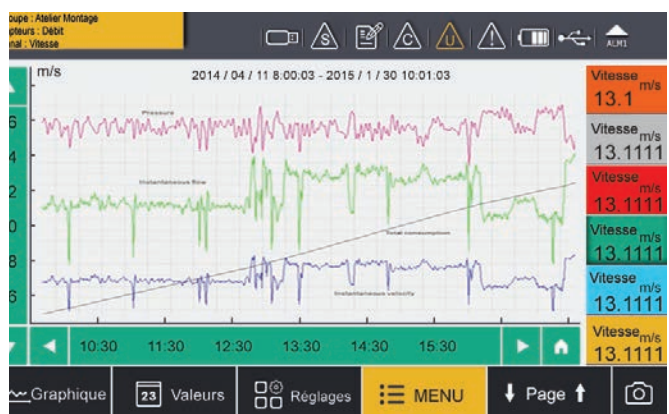 oupe : Atelier Montage
pteurs : Débit
nal : Vitesse
S
C
U
ALM1
m/s
2014 / 04 / 11 8:00:03 - 2015 / 1 / 30 10:01:03
Pressure
Instantaneous flow
Total consumption
Instantaneous velocity
6
4
2
0
8
6
Vitesse m/s
13.1
Vitesse m/s
13.1111
Vitesse m/s
13.1111
Vitesse m/s
13.1111
Vitesse m/s
13.1111
Vitesse m/s
13.1111
10:30 11:30 12:30 13.30 14:30 15:30
Graphique 23 Valeurs Réglages MENU Page